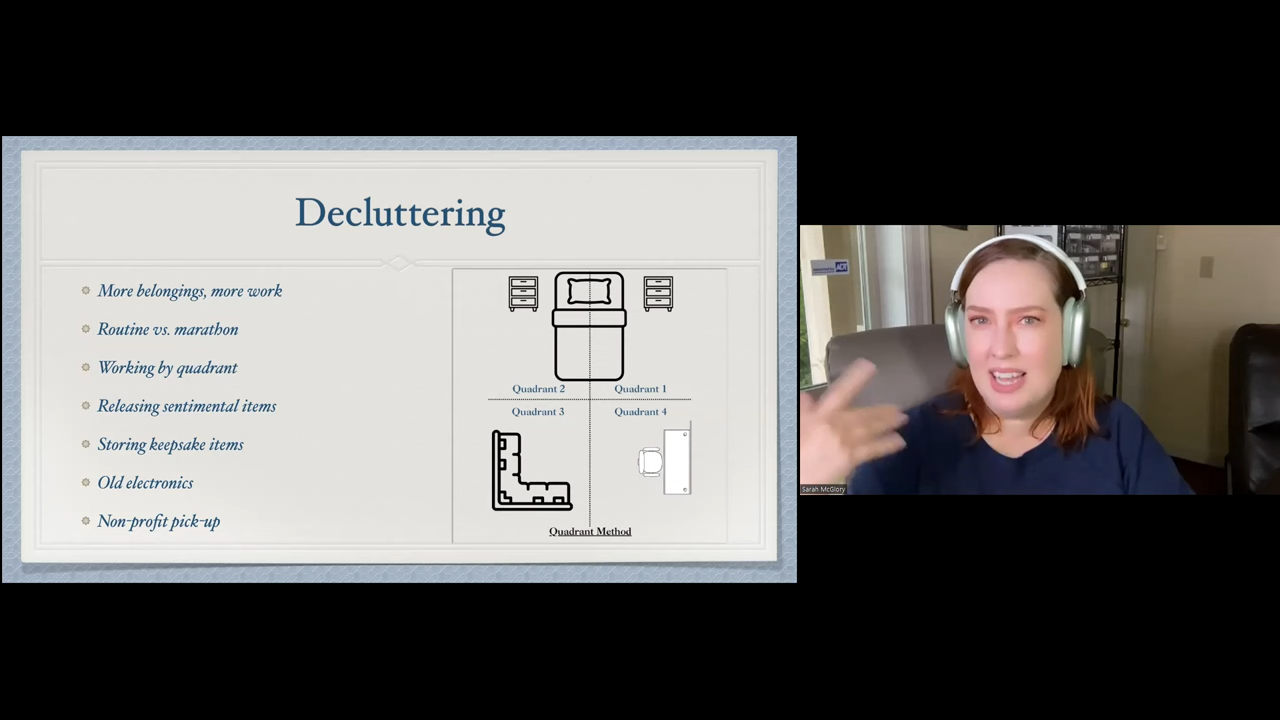 Decluttering
More belongings, more work
Routine vs. marathon
Working by quadrant
Releasing sentimental items
Storing keepsake items
Old electronics
Non-profit pick-up
Quadrant 2
Quadrant 1
Quadrant 3
Quadrant 4
Quadrant Method
ADT
Sarah McGlory